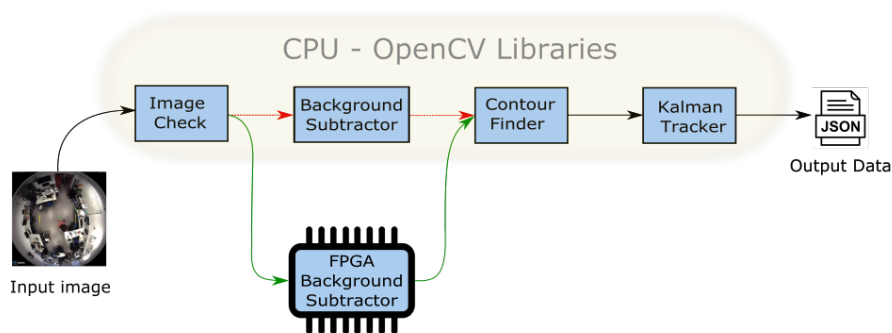 CPU - OpenCV Libraries
Image
Check
Background
Subtractor
Contour
Finder
Kalman
Tracker
JSON
Output Data
Input image
FPGA
Background
Subtractor